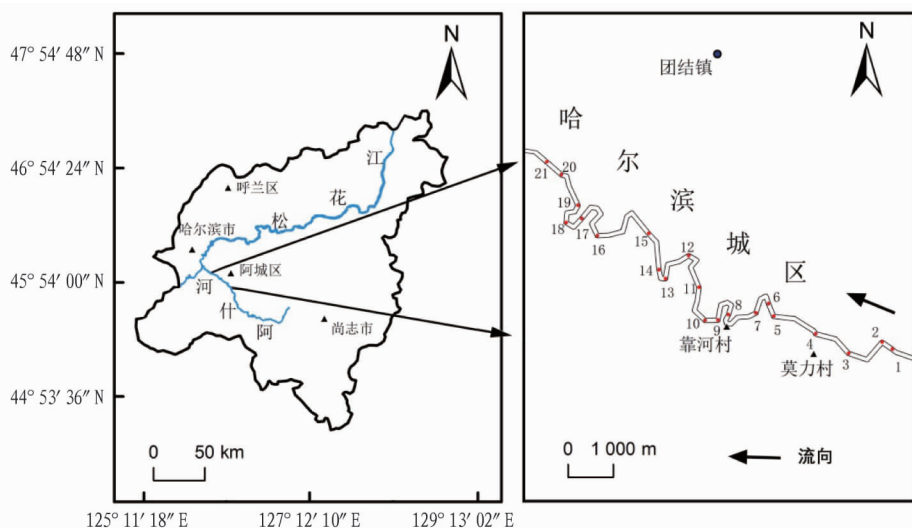 47° 54′ 48″ N
46° 54′ 24″ N
45° 54′ 00″ N
44° 53′ 36″ N
125° 11′ 18″ E
127° 12′ 10″ E
129° 13′ 02″ E
N
呼兰区
哈尔滨市
松
花
江
阿城区
河
什
阿
尚志市
0 50 km
N
团结镇
哈
尔
滨
城
区
21
20
19
18
17
16
15
14
13
12
11
10
9
8
7
6
5
4
3
2
1
靠河村
莫力村
0 1 000 m
流向